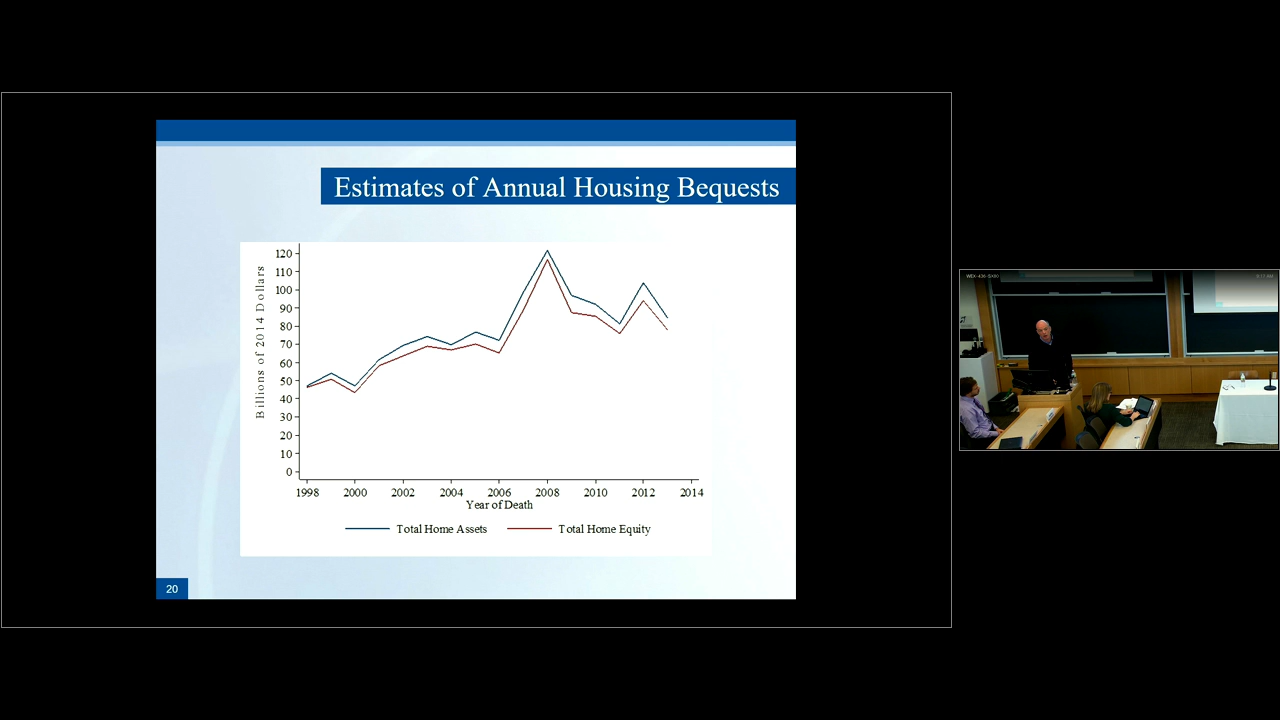 Estimates of Annual Housing Bequests
Billions of 2014 Dollars
120
110
100
90
80
70
60
50
40
30
20
10
0
1998 2000 2002 2004 2006 2008 2010 2012 2014
Year of Death
Total Home Assets Total Home Equity
20